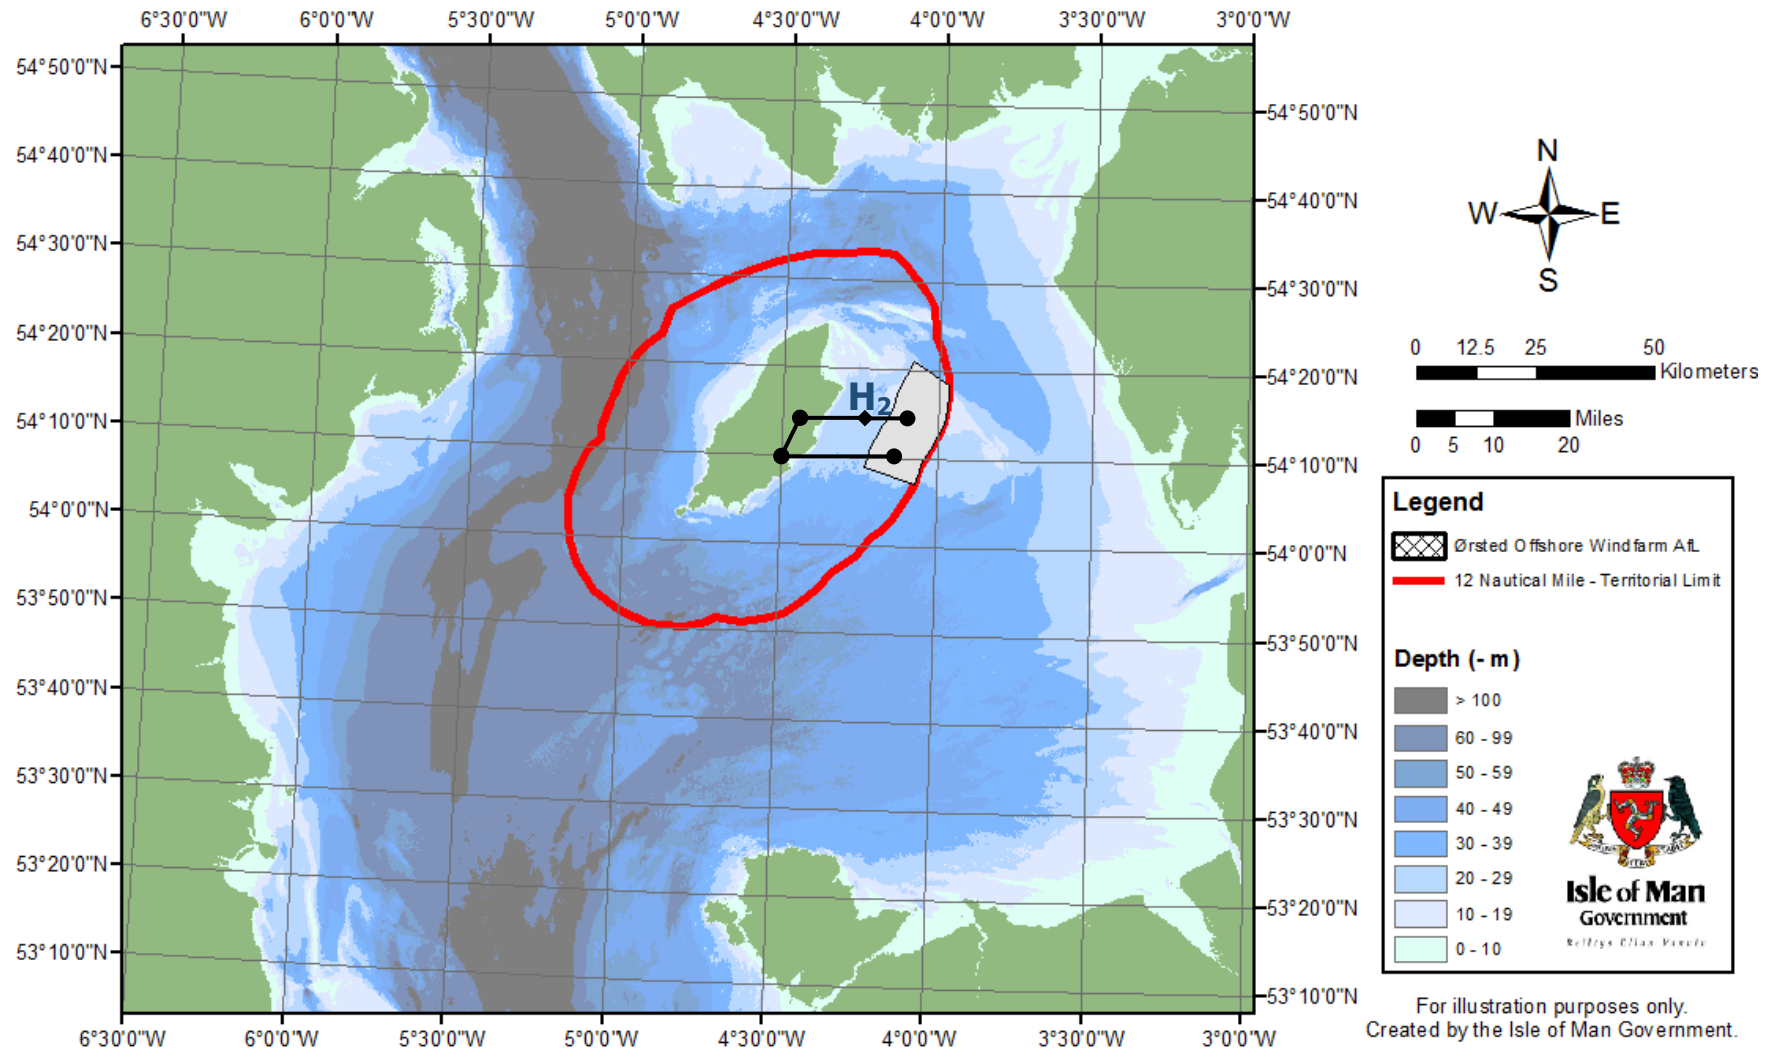 6°30'0"W 6°0'0"W 5°30'0"W 5°0'0"W 4°30'0"W 4°0'0"W 3°30'0"W 3°0'0"W
54°50'0"N
54°40'0"N
54°30'0"N
54°20'0"N
54°10'0"N
54°0'0"N
53°50'0"N
53°40'0"N
53°30'0"N
53°20'0"N
53°10'0"N
H2
54°50'0"N
54°40'0"N
54°30'0"N
54°20'0"N
54°10'0"N
54°0'0"N
53°50'0"N
53°40'0"N
53°30'0"N
53°20'0"N
53°10'0"N
6°30'0"W 6°0'0"W 5°30'0"W 5°0'0"W 4°30'0"W 4°0'0"W 3°30'0"W 3°0'0"W
N
W E
S
0 12.5 25 50
Kilometers
Miles
0 5 10 20
Legend
Ørsted Offshore Windfarm AfL
12 Nautical Mile - Territorial Limit
Depth (- m)
> 100
60 - 99
50 - 59
40 - 49
30 - 39
20 - 29
10 - 19
0 - 10
Isle of Man
Government
Reiltys Ellan Vannin
For illustration purposes only.
Created by the Isle of Man Government.